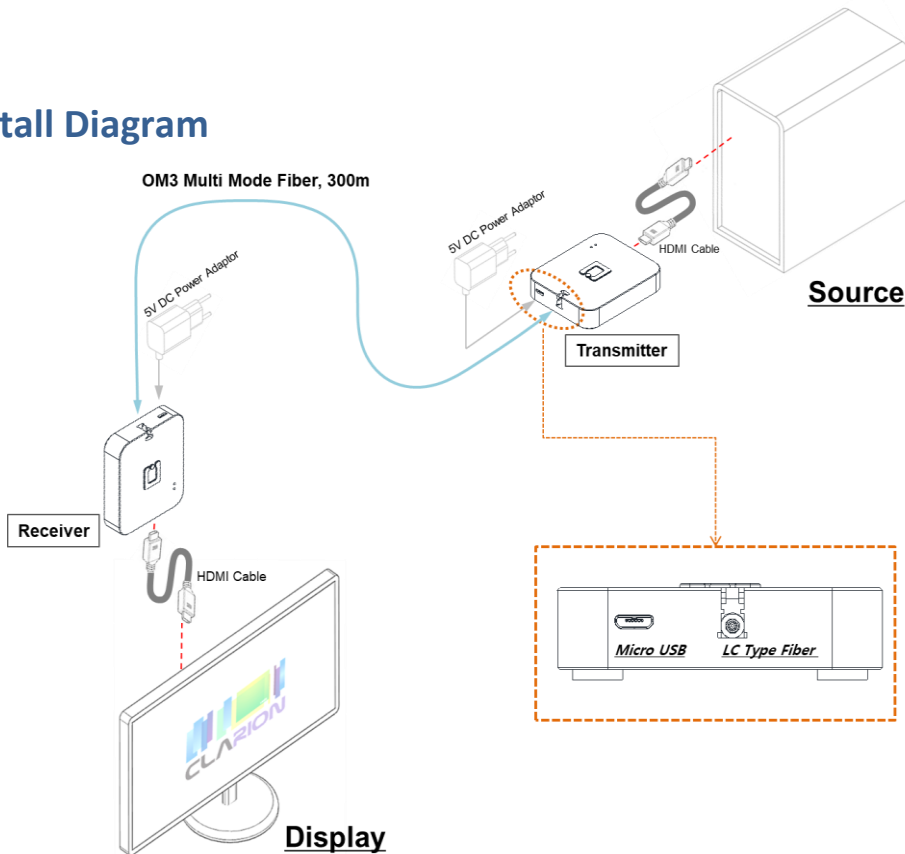 tall Diagram
OM3 Multi Mode Fiber, 300m
5V DC Power Adaptor
5V DC Power Adaptor
HDMI Cable
Source
Transmitter
Receiver
HDMI Cable
Micro USB
LC Type Fiber
CLARION
Display